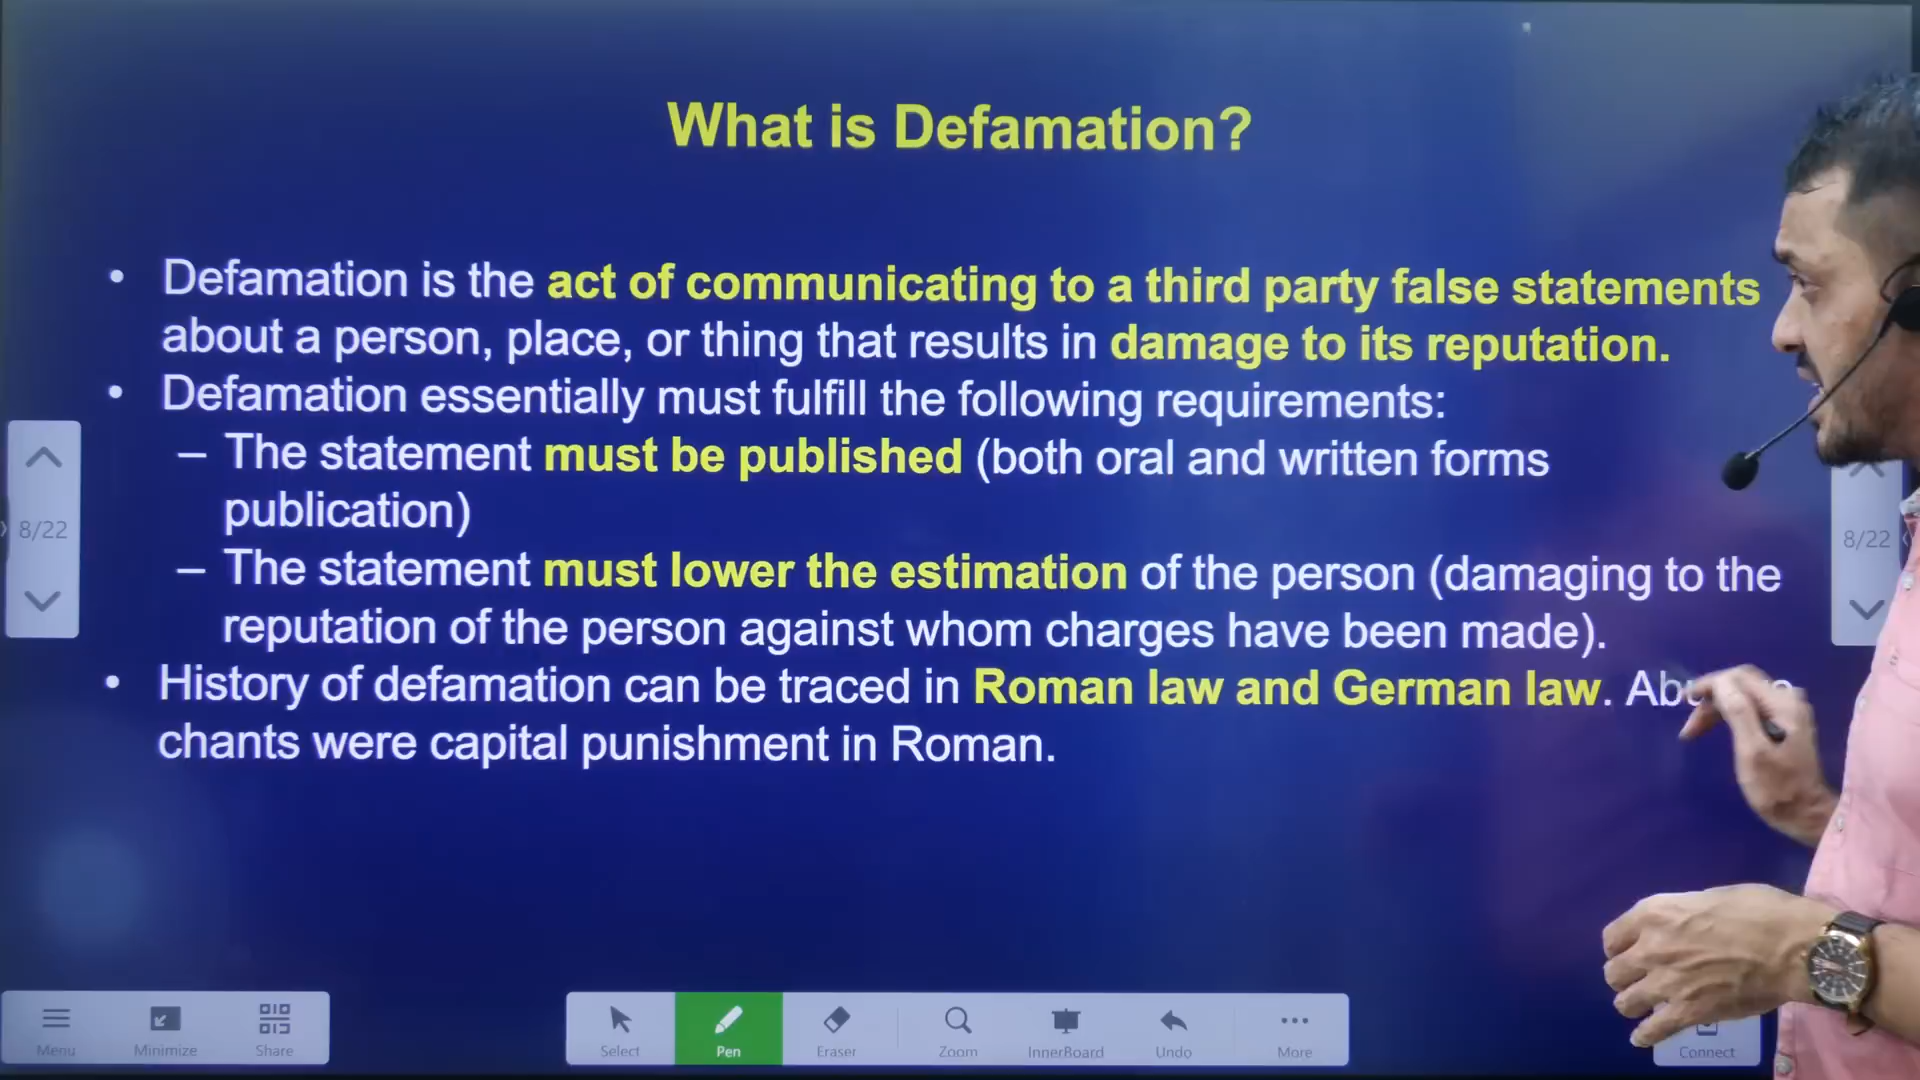 What is Defamation?
• Defamation is the act of communicating to a third party false statements
about a person, place, or thing that results in damage to its reputation.
• Defamation essentially must fulfill the following requirements:
– The statement must be published (both oral and written forms
publication)
– The statement must lower the estimation of the person (damaging to the
reputation of the person against whom charges have been made).
• History of defamation can be traced in Roman law and German law.
chants were capital punishment in Roman.
8/22
8/22
Menu
Minimize
Share
Select
Pen
Eraser
Zoom
InnerBoard
Undo
More
Connect